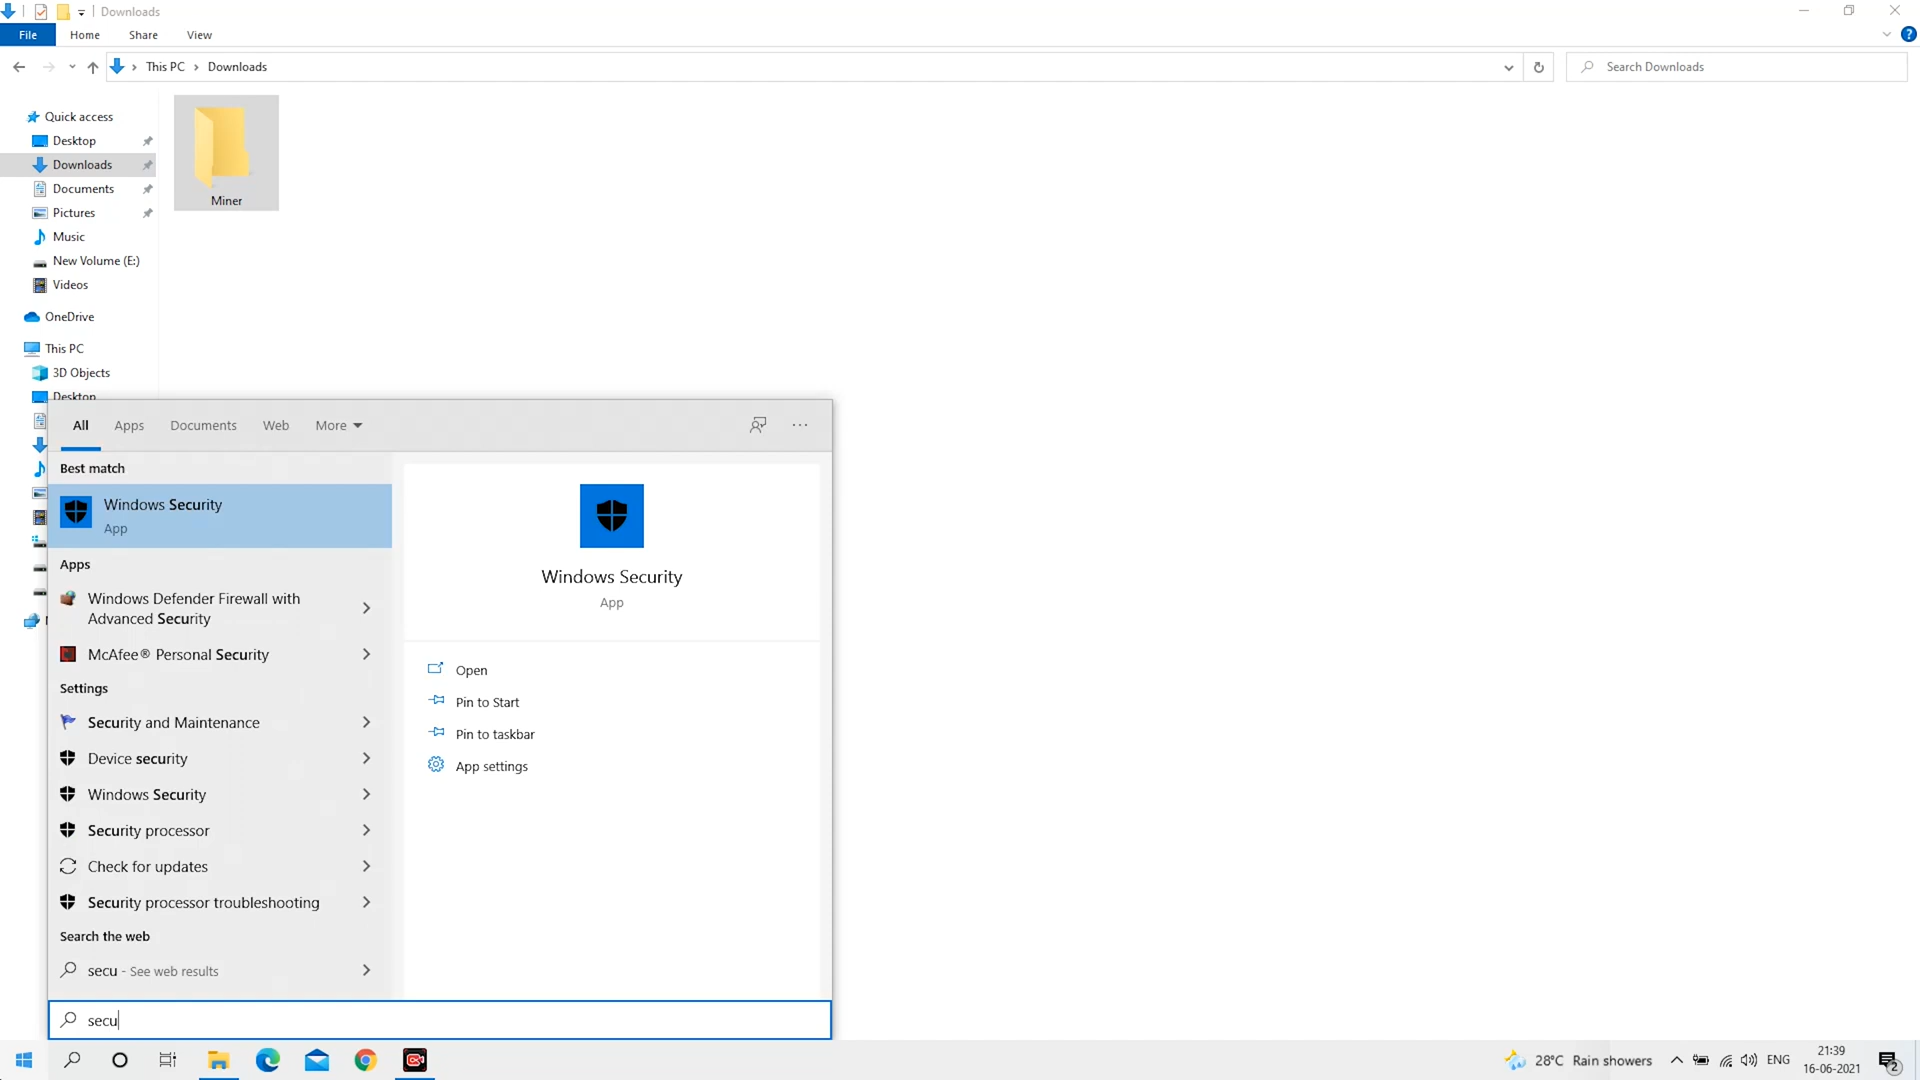 Downloads
File
Home
Share
View
This PC
Downloads
Search Downloads
Quick access
Desktop
Downloads
Documents
Pictures
Music
New Volume (E:)
Videos
OneDrive
This PC
3D Objects
Desktop
Miner
All
Apps
Documents
Web
More
Best match
Windows Security
App
Apps
Windows Defender Firewall with
Advanced Security
McAfee® Personal Security
Settings
Security and Maintenance
Device security
Windows Security
Security processor
Check for updates
Security processor troubleshooting
Search the web
secu - See web results
Windows Security
App
Open
Pin to Start
Pin to taskbar
App settings
secu
28°C Rain showers
ENG
21:39
16-06-2021
2